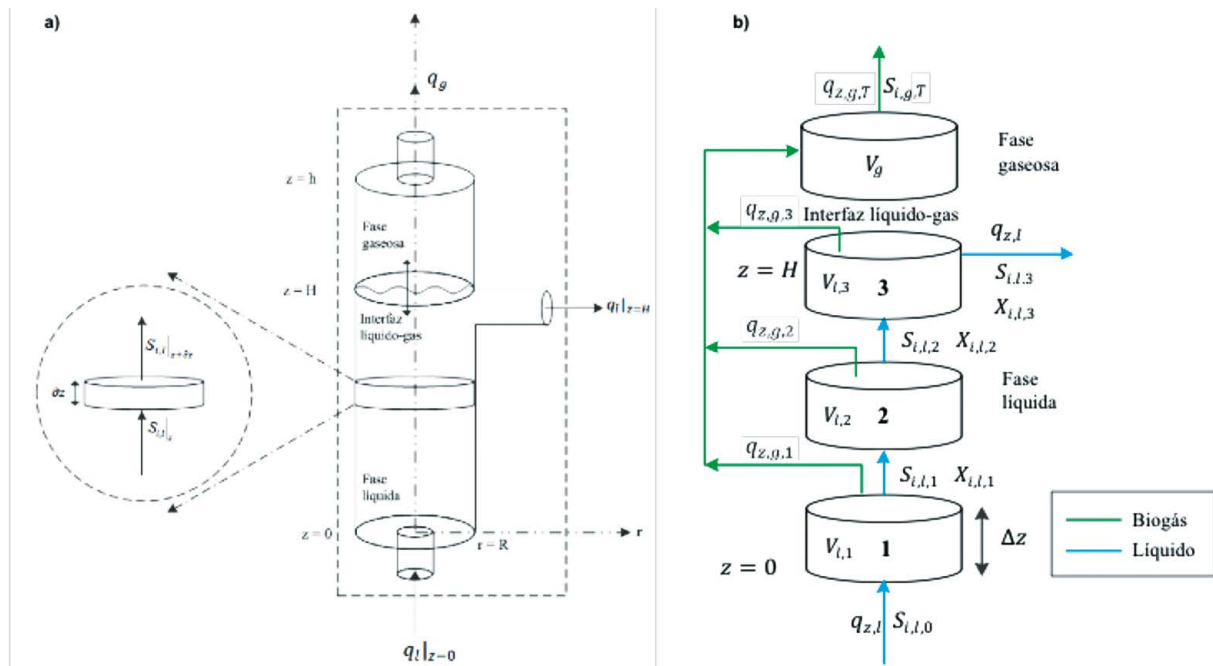 a)
q_g
z = h
Fase
gaseosa
z = H
Interfaz
líquido-gas
q_l|_{z=H}
S_{i,l}|_{z+∂z}
∂z
S_{i,l}|_z
Fase
líquida
z = 0
r = R
r
q_l|_{z=0}
b)
q_{z,g,T} S_{i,g,T}
Fase
gaseosa
V_g
q_{z,g,3}
Interfaz líquido-gas
q_{z,l}
z = H
V_{l,3} 3
S_{i,l,3}
X_{i,l,3}
q_{z,g,2}
S_{i,l,2} X_{i,l,2}
Fase
líquida
V_{l,2} 2
q_{z,g,1}
S_{i,l,1} X_{i,l,1}
V_{l,1} 1
Δz
z = 0
Biogás
Líquido
q_{z,l} S_{i,l,0}